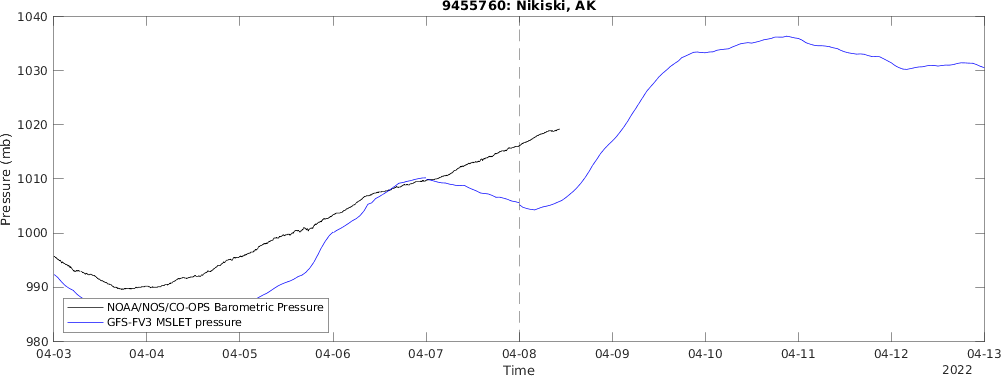 9455760: Nikiski, AK
1040
1030
1020
1010
1000
990
980
Pressure (mb)
NOAA/NOS/CO-OPS Barometric Pressure
GFS-FV3 MSLET pressure
04-03 04-04 04-05 04-06 04-07 04-08 04-09 04-10 04-11 04-12 04-13
Time
2022